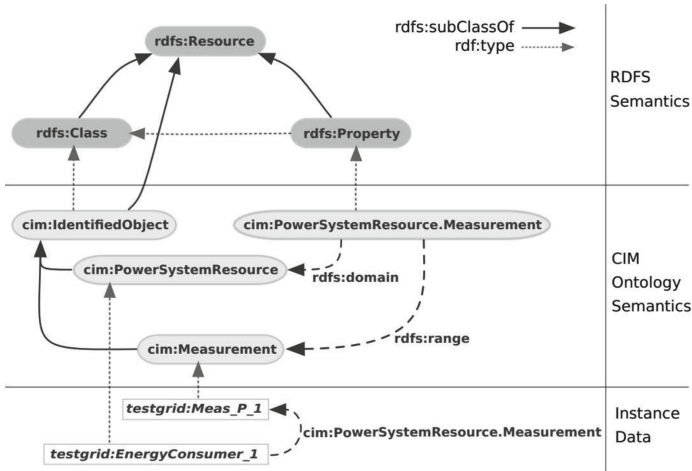 rdfs:subClassOf
rdf:type
rdfs:Resource
RDFS
Semantics
rdfs:Class
rdfs:Property
cim:IdentifiedObject
cim:PowerSystemResource.Measurement
cim:PowerSystemResource
rdfs:domain
CIM
Ontology
Semantics
rdfs:range
cim:Measurement
testgrid:Meas_P_1
cim:PowerSystemResource.Measurement
testgrid:EnergyConsumer_1
Instance
Data